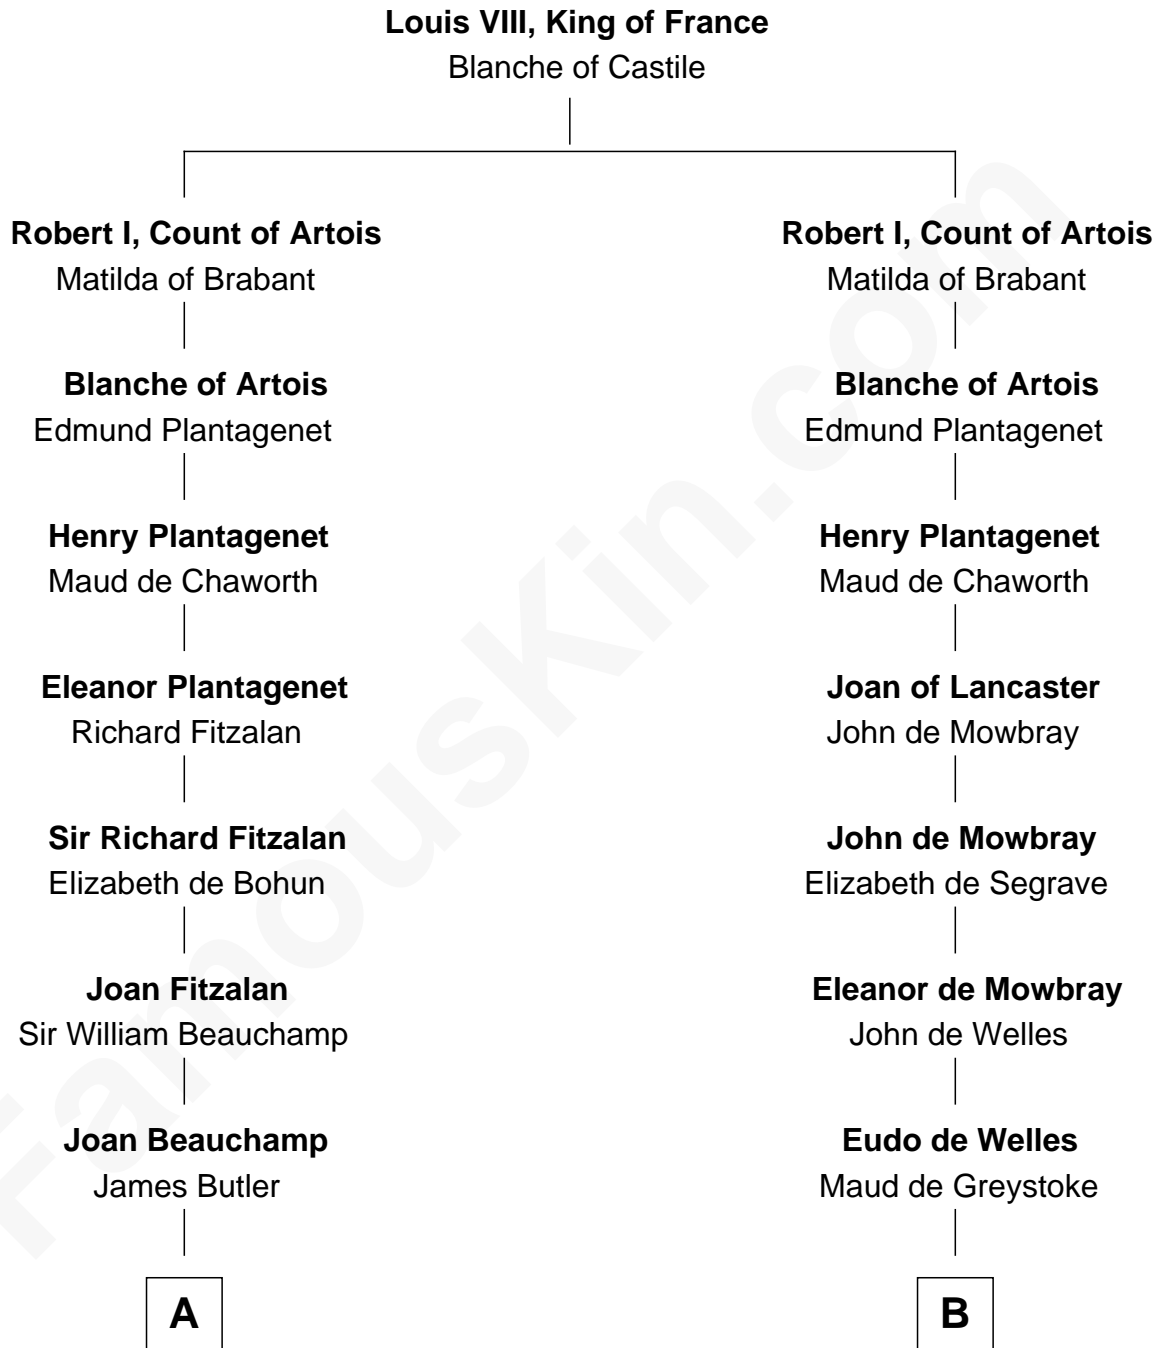 Louis VIII, King of France
Blanche of Castile
Robert I, Count of Artois
Matilda of Brabant
Robert I, Count of Artois
Matilda of Brabant
Blanche of Artois
Edmund Plantagenet
Blanche of Artois
Edmund Plantagenet
Henry Plantagenet
Maud de Chaworth
Henry Plantagenet
Maud de Chaworth
Eleanor Plantagenet
Richard Fitzalan
Joan of Lancaster
John de Mowbray
Sir Richard Fitzalan
Elizabeth de Bohun
John de Mowbray
Elizabeth de Segrave
Joan Fitzalan
Sir William Beauchamp
Eleanor de Mowbray
John de Welles
Joan Beauchamp
James Butler
Eudo de Welles
Maud de Greystoke
A
B
FamousKin.com